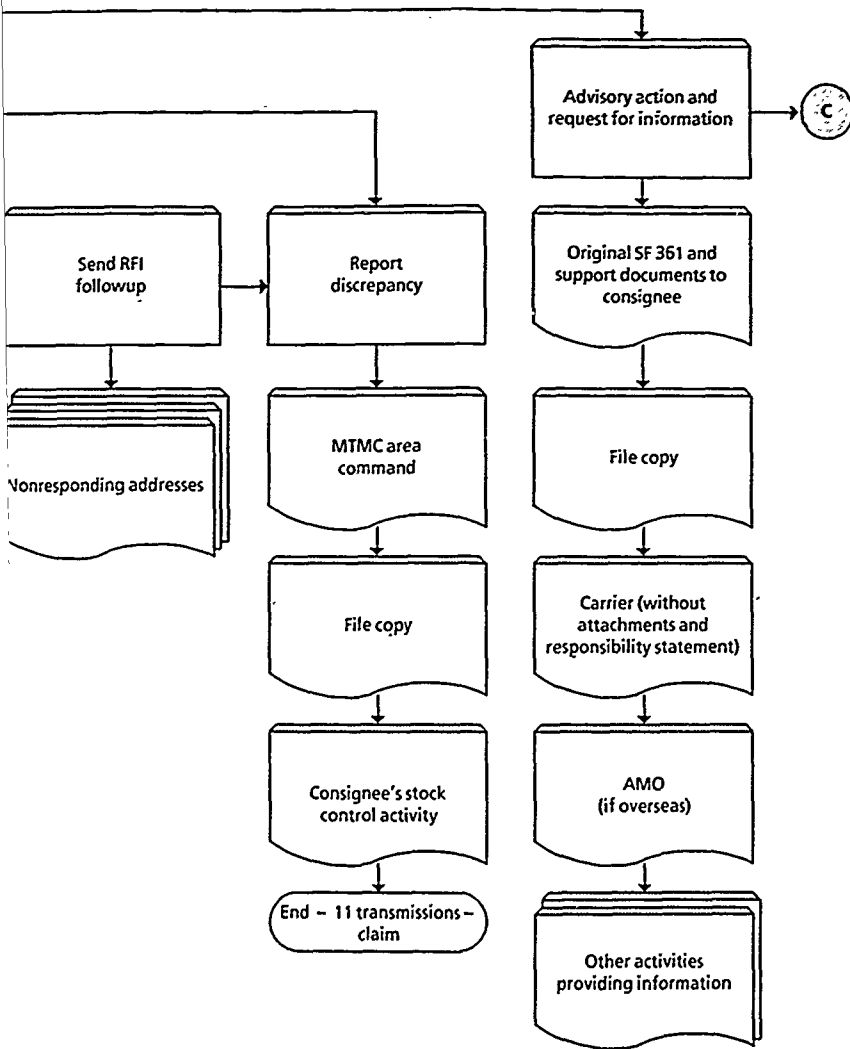 Advisory action and
request for information
C
Send RFI
followup
Report
discrepancy
Original SF 361 and
support documents to
consignee
Nonresponding addresses
MTMC area
command
File copy
File copy
Carrier (without
attachments and
responsibility statement)
Consignee's stock
control activity
AMO
(if overseas)
End – 11 transmissions –
claim
Other activities
providing information